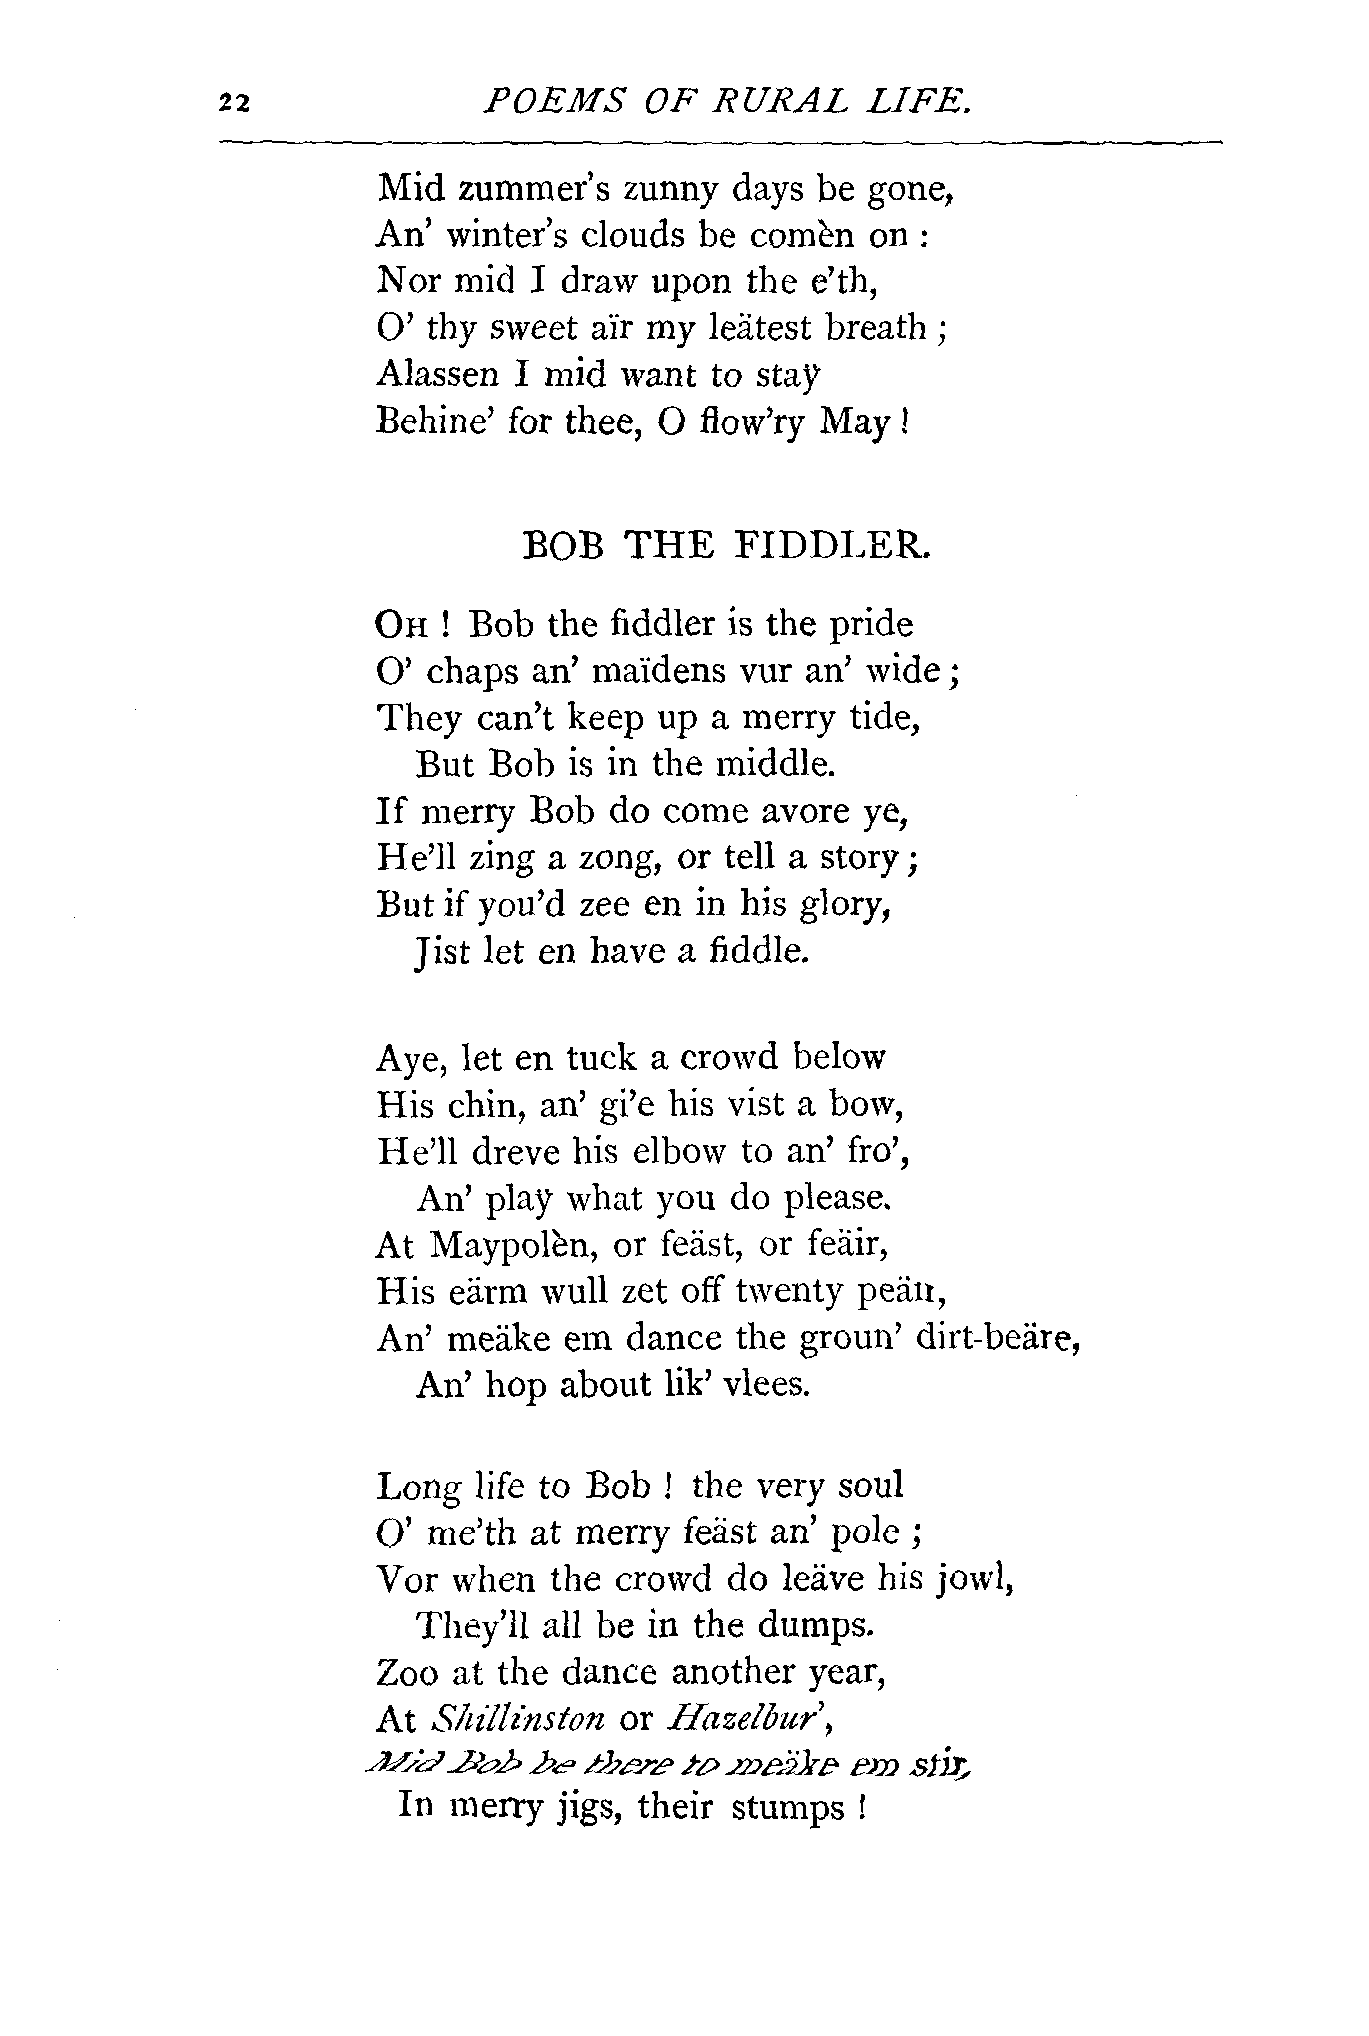 22 POEMS OF RURAL LIFE.
Mid zummer's zunny days be gone,
An' winter's clouds be comèn on :
Nor mid I draw upon the e'th,
O' thy sweet aïr my leätest breath ;
Alassen I mid want to staÿ
Behine' for thee, O flow'ry May !
BOB THE FIDDLER.
OH ! Bob the fiddler is the pride
O' chaps an' maïdens vur an' wide ;
They can't keep up a merry tide,
But Bob is in the middle.
If merry Bob do come avore ye,
He'll zing a zong, or tell a story ;
But if you'd zee en in his glory,
Jist let en have a fiddle.
Aye, let en tuck a crowd below
His chin, an' gi'e his vist a bow,
He'll dreve his elbow to an' fro',
An' plaÿ what you do please.
At Maypolèn, or feäst, or feäir,
His eärm wull zet off twenty peäir,
An' meäke em dance the groun' dirt-beäre,
An' hop about lik' vlees.
Long life to Bob ! the very soul
O' me'th at merry feäst an' pole ;
Vor when the crowd do leäve his jowl,
They'll all be in the dumps.
Zoo at the dance another year,
At Shillinston or Hazelbur',
Mid Bob be there to meäke em stir,
In merry jigs, their stumps !